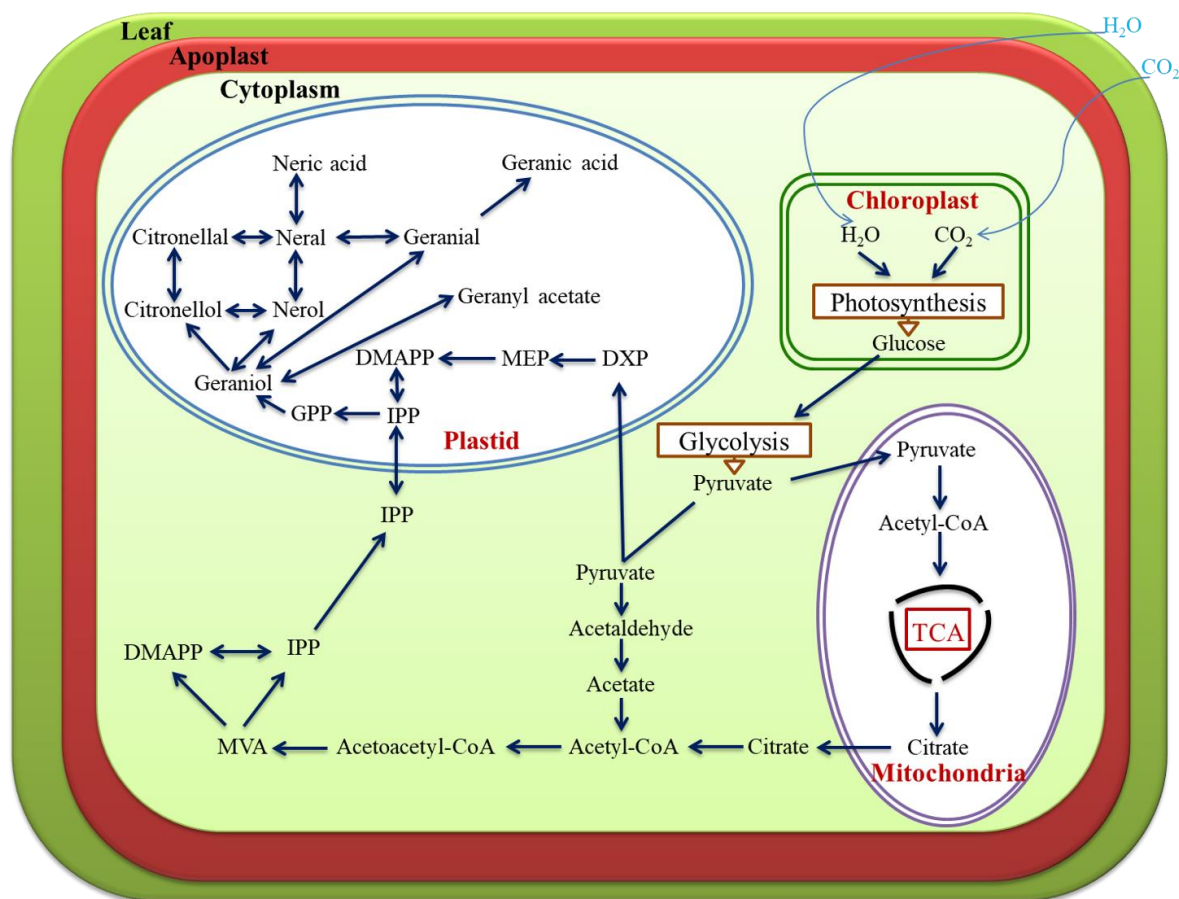 Leaf
H₂O
Apoplast
CO₂
Cytoplasm
Neric acid
Geranic acid
Chloroplast
Citronellal
Neral
Geranial
H₂O
CO₂
Citronellol
Nerol
Geranyl acetate
Photosynthesis
Glucose
DMAPP
MEP
DXP
Geraniol
GPP
IPP
Plastid
Glycolysis
Pyruvate
Pyruvate
IPP
Acetyl-CoA
Pyruvate
Acetaldehyde
TCA
DMAPP
IPP
Acetate
MVA
Acetoacetyl-CoA
Acetyl-CoA
Citrate
Citrate
Mitochondria